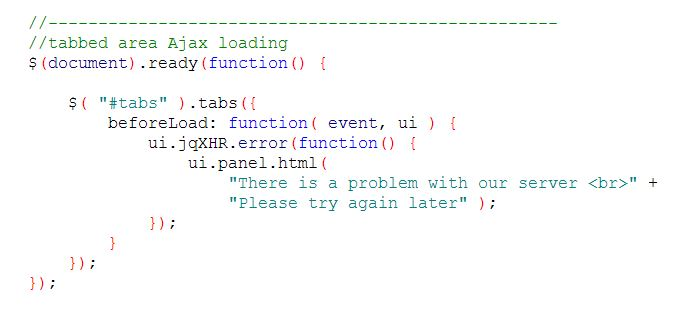 //---------------------------------------------------
//tabbed area Ajax loading
$(document).ready(function() {

    $( "#tabs" ).tabs({
        beforeLoad: function( event, ui ) {
            ui.jqXHR.error(function() {
                ui.panel.html(
                    "There is a problem with our server <br>" +
                    "Please try again later" );
            });
        }
    });
});